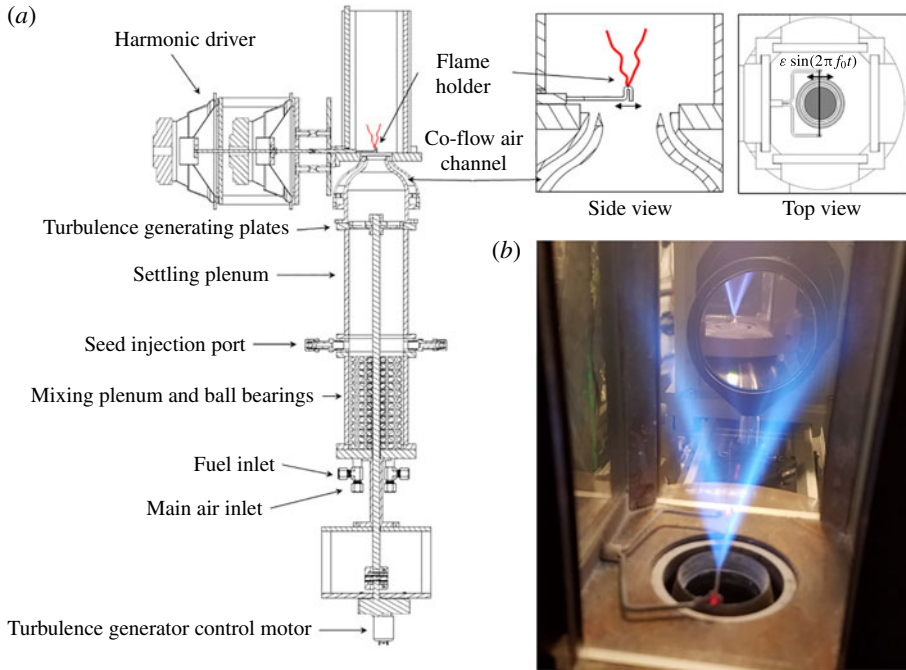 (a)
Harmonic driver
Flame
holder
Co-flow air
channel
Turbulence generating plates
Settling plenum
Seed injection port
Mixing plenum and ball bearings
Fuel inlet
Main air inlet
Turbulence generator control motor
ε sin(2πf₀t)
Side view
Top view
(b)